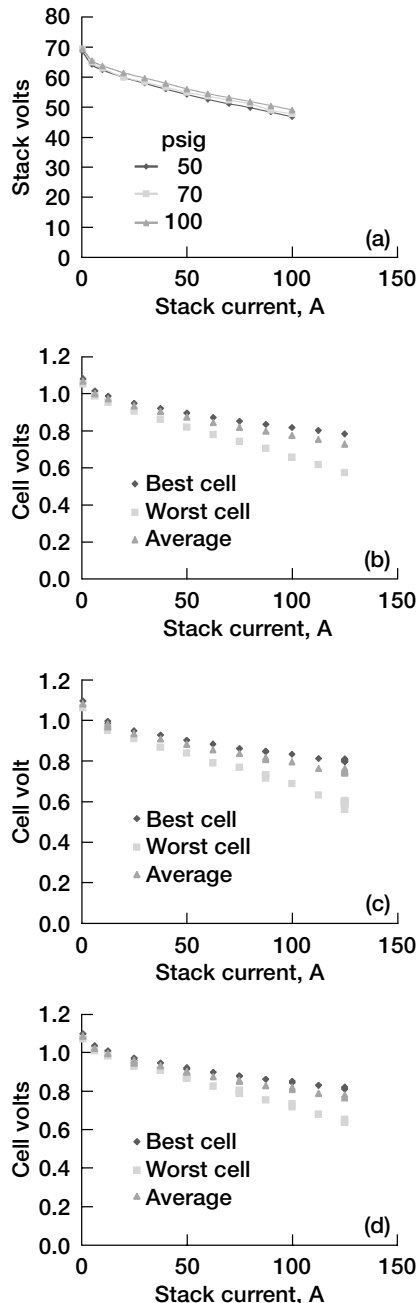 80
70
60
50
40
30
20
10
0
Stack volts
psig
50
70
100
(a)
0 50 100 150
Stack current, A
1.2
1.0
0.8
0.6
0.4
0.2
0.0
Cell volts
Best cell
Worst cell
Average
(b)
0 50 100 150
Stack current, A
1.2
1.0
0.8
0.6
0.4
0.2
0.0
Cell volt
Best cell
Worst cell
Average
(c)
0 50 100 150
Stack current, A
1.2
1.0
0.8
0.6
0.4
0.2
0.0
Cell volts
Best cell
Worst cell
Average
(d)
0 50 100 150
Stack current, A